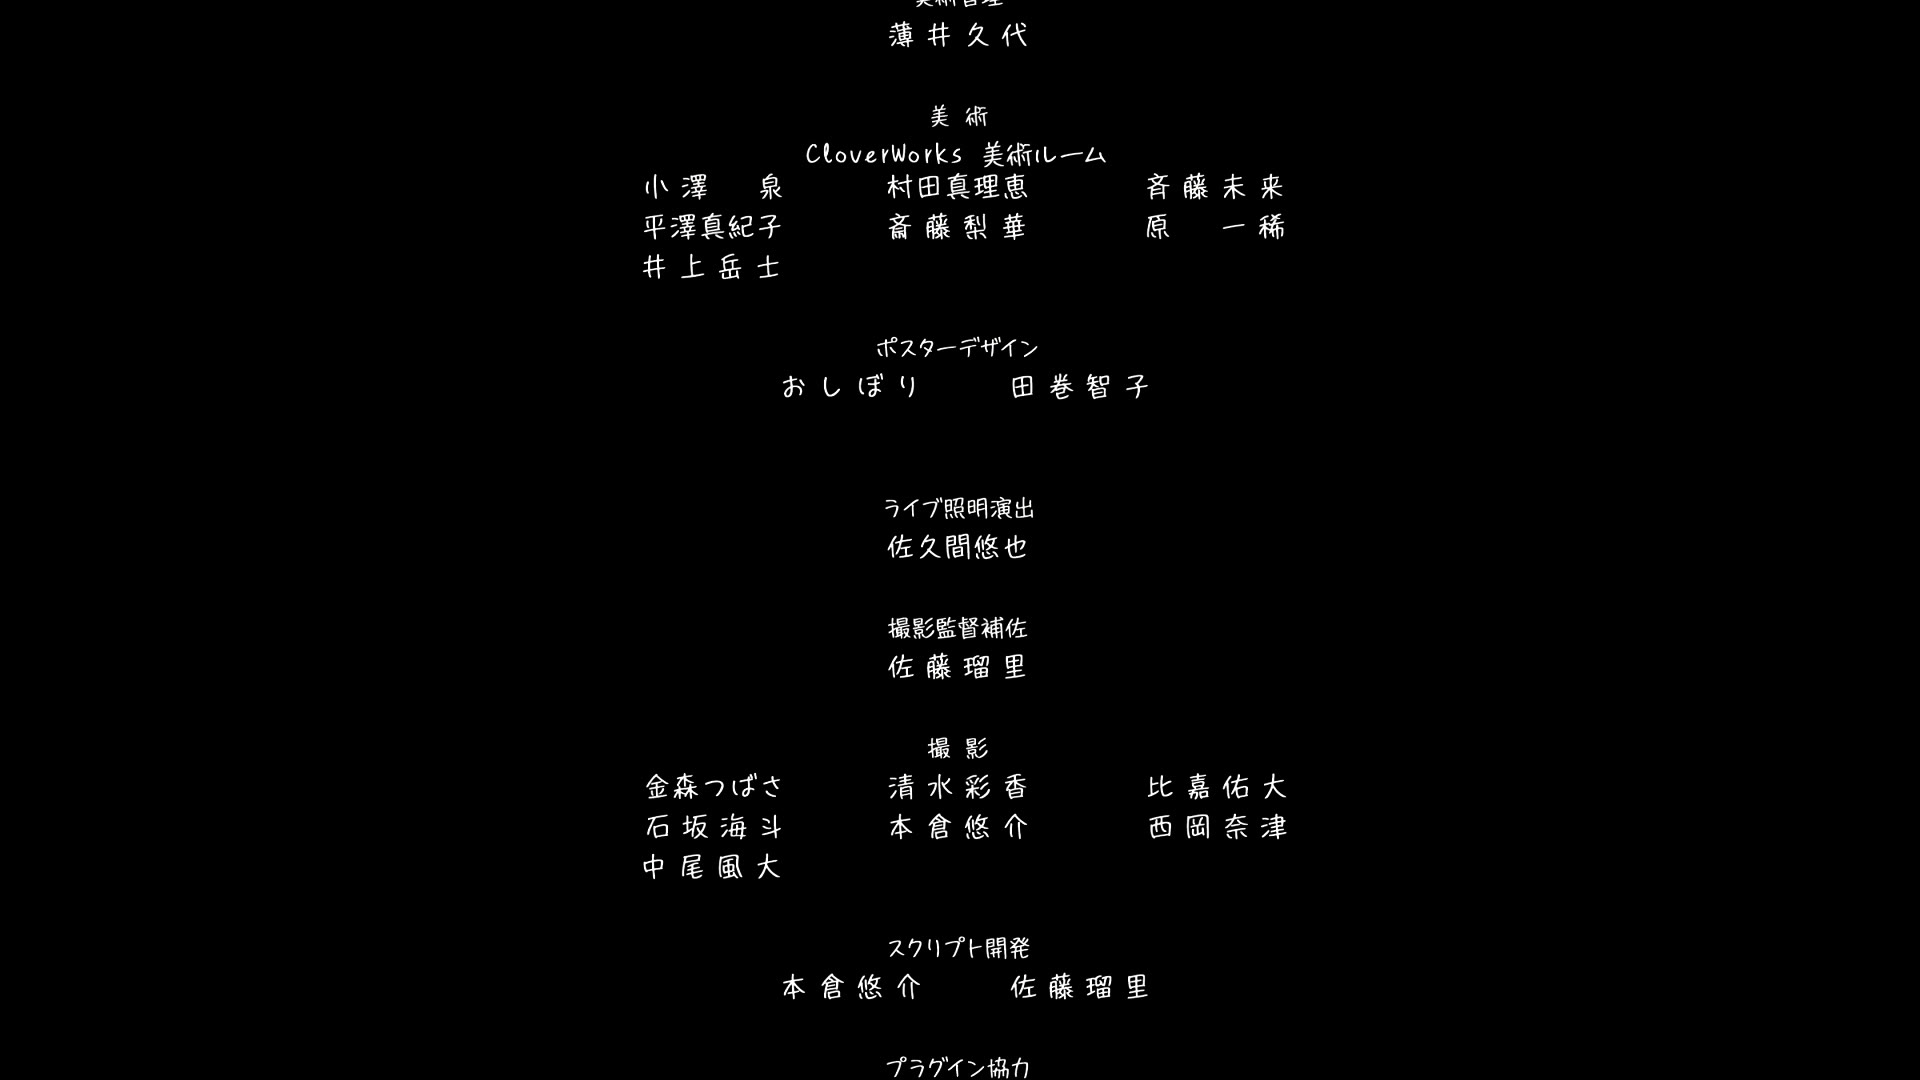 美術管理
薄井久代
美術
CloverWorks 美術ルーム
小澤 泉 村田真理恵 斉藤未来
平澤真紀子 斎藤梨華 原 一稀
井上岳士
ポスターデザイン
おしぼり 田巻智子
ライブ照明演出
佐久間悠也
撮影監督補佐
佐藤瑠里
撮影
金森つばさ 清水彩香 比嘉佑大
石坂海斗 本倉悠介 西岡奈津
中尾風大
スクリプト開発
本倉悠介 佐藤瑠里
プラグイン協力